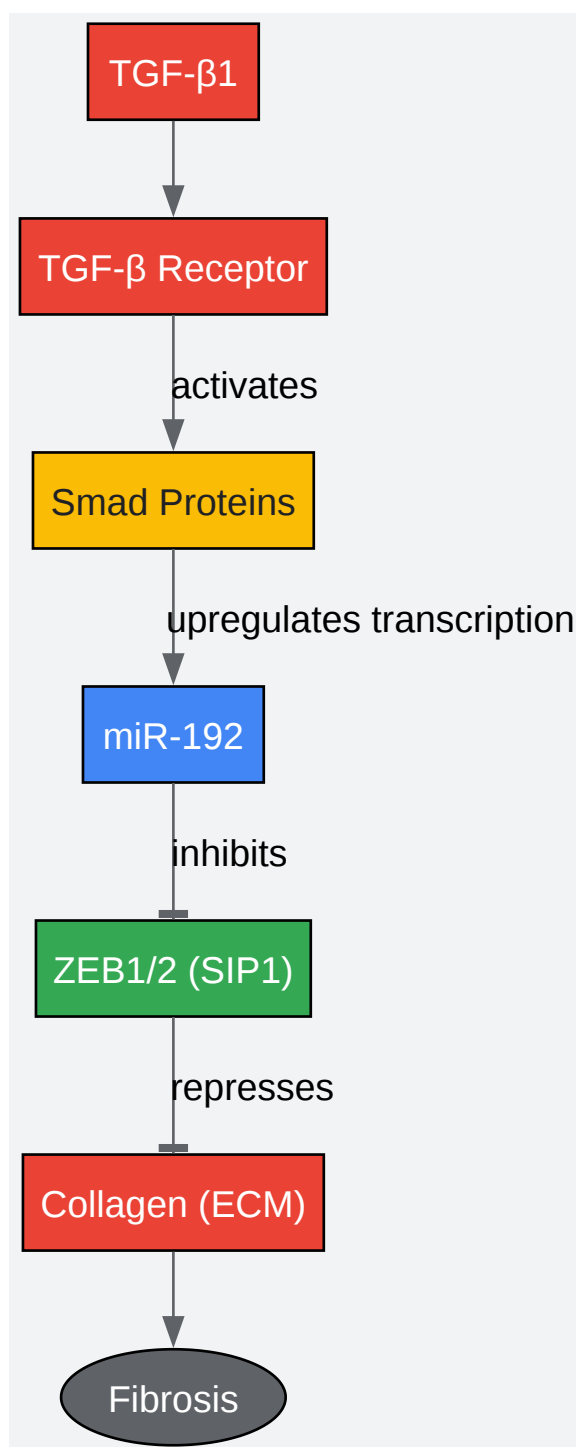 TGF-β1
TGF-β Receptor
activates
Smad Proteins
upregulates transcription
miR-192
inhibits
ZEB1/2 (SIP1)
represses
Collagen (ECM)
Fibrosis